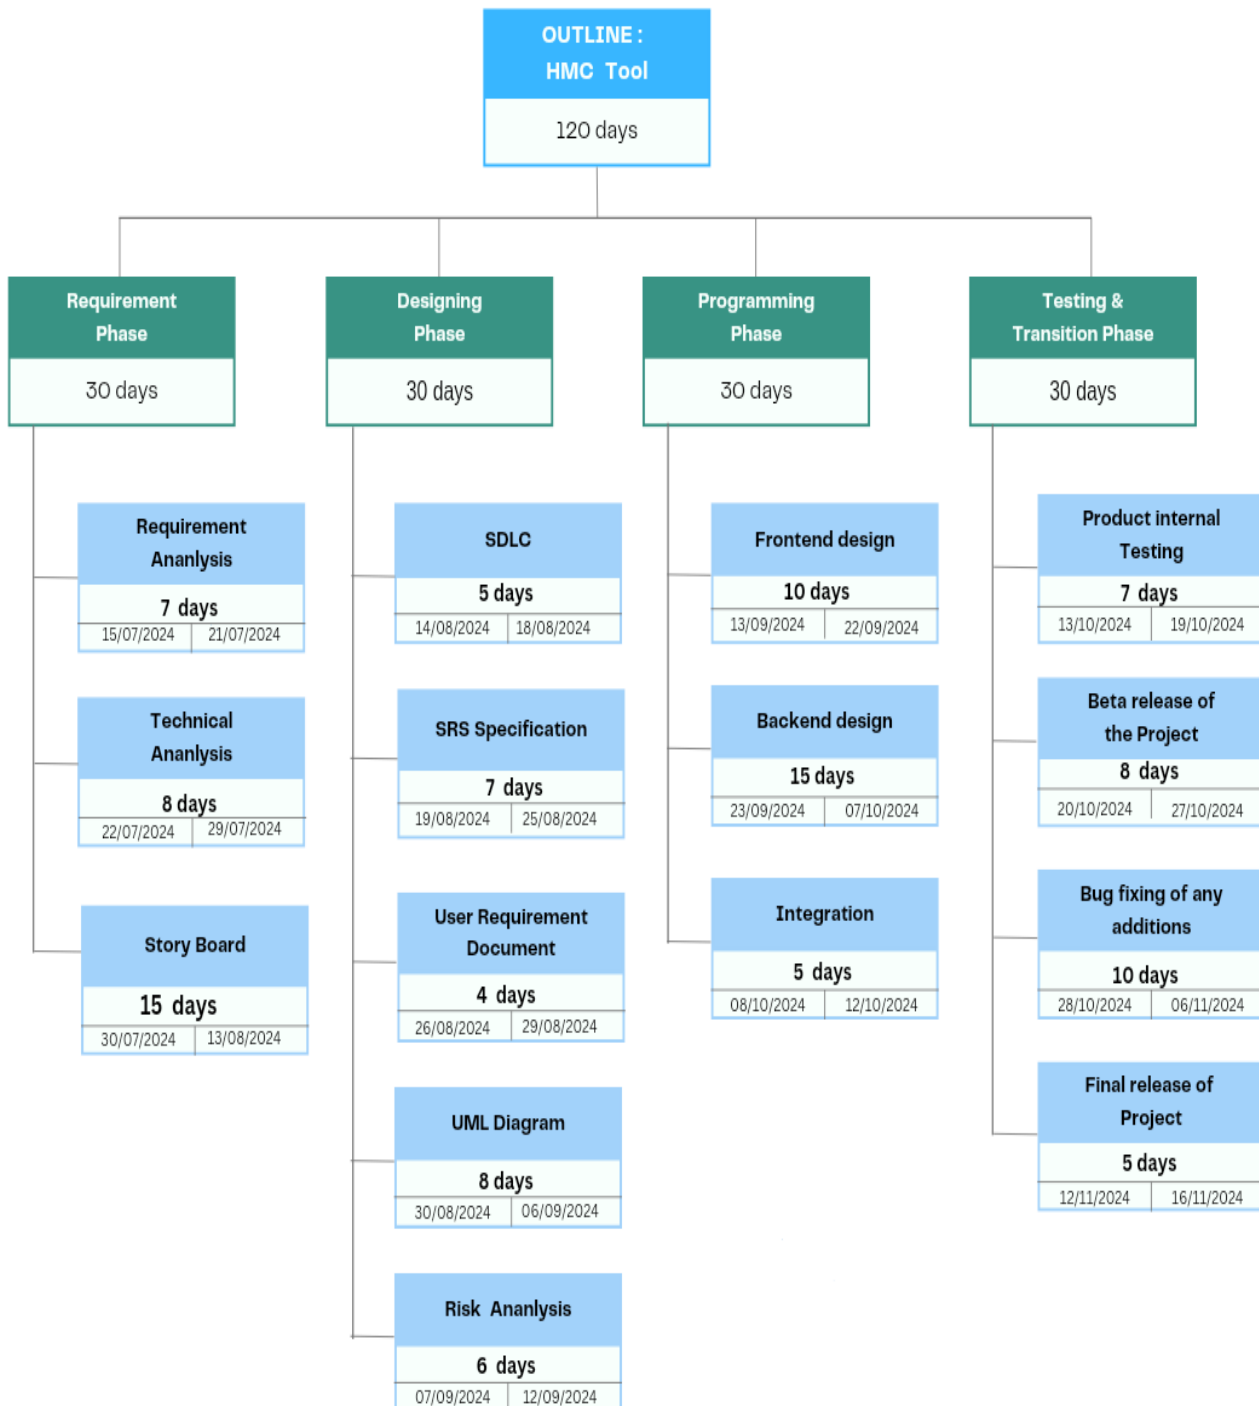 OUTLINE :
HMC Tool
120 days
Requirement
Phase
30 days
Designing
Phase
30 days
Programming
Phase
30 days
Testing &
Transition Phase
30 days
Requirement
Ananlysis
7 days
15/07/2024 21/07/2024
Technical
Ananlysis
8 days
22/07/2024 29/07/2024
Story Board
15 days
30/07/2024 13/08/2024
SDLC
5 days
14/08/2024 18/08/2024
SRS Specification
7 days
19/08/2024 25/08/2024
User Requirement
Document
4 days
26/08/2024 29/08/2024
UML Diagram
8 days
30/08/2024 06/09/2024
Risk Ananlysis
6 days
07/09/2024 12/09/2024
Frontend design
10 days
13/09/2024 22/09/2024
Backend design
15 days
23/09/2024 07/10/2024
Integration
5 days
08/10/2024 12/10/2024
Product internal
Testing
7 days
13/10/2024 19/10/2024
Beta release of
the Project
8 days
20/10/2024 27/10/2024
Bug fixing of any
additions
10 days
28/10/2024 06/11/2024
Final release of
Project
5 days
12/11/2024 16/11/2024